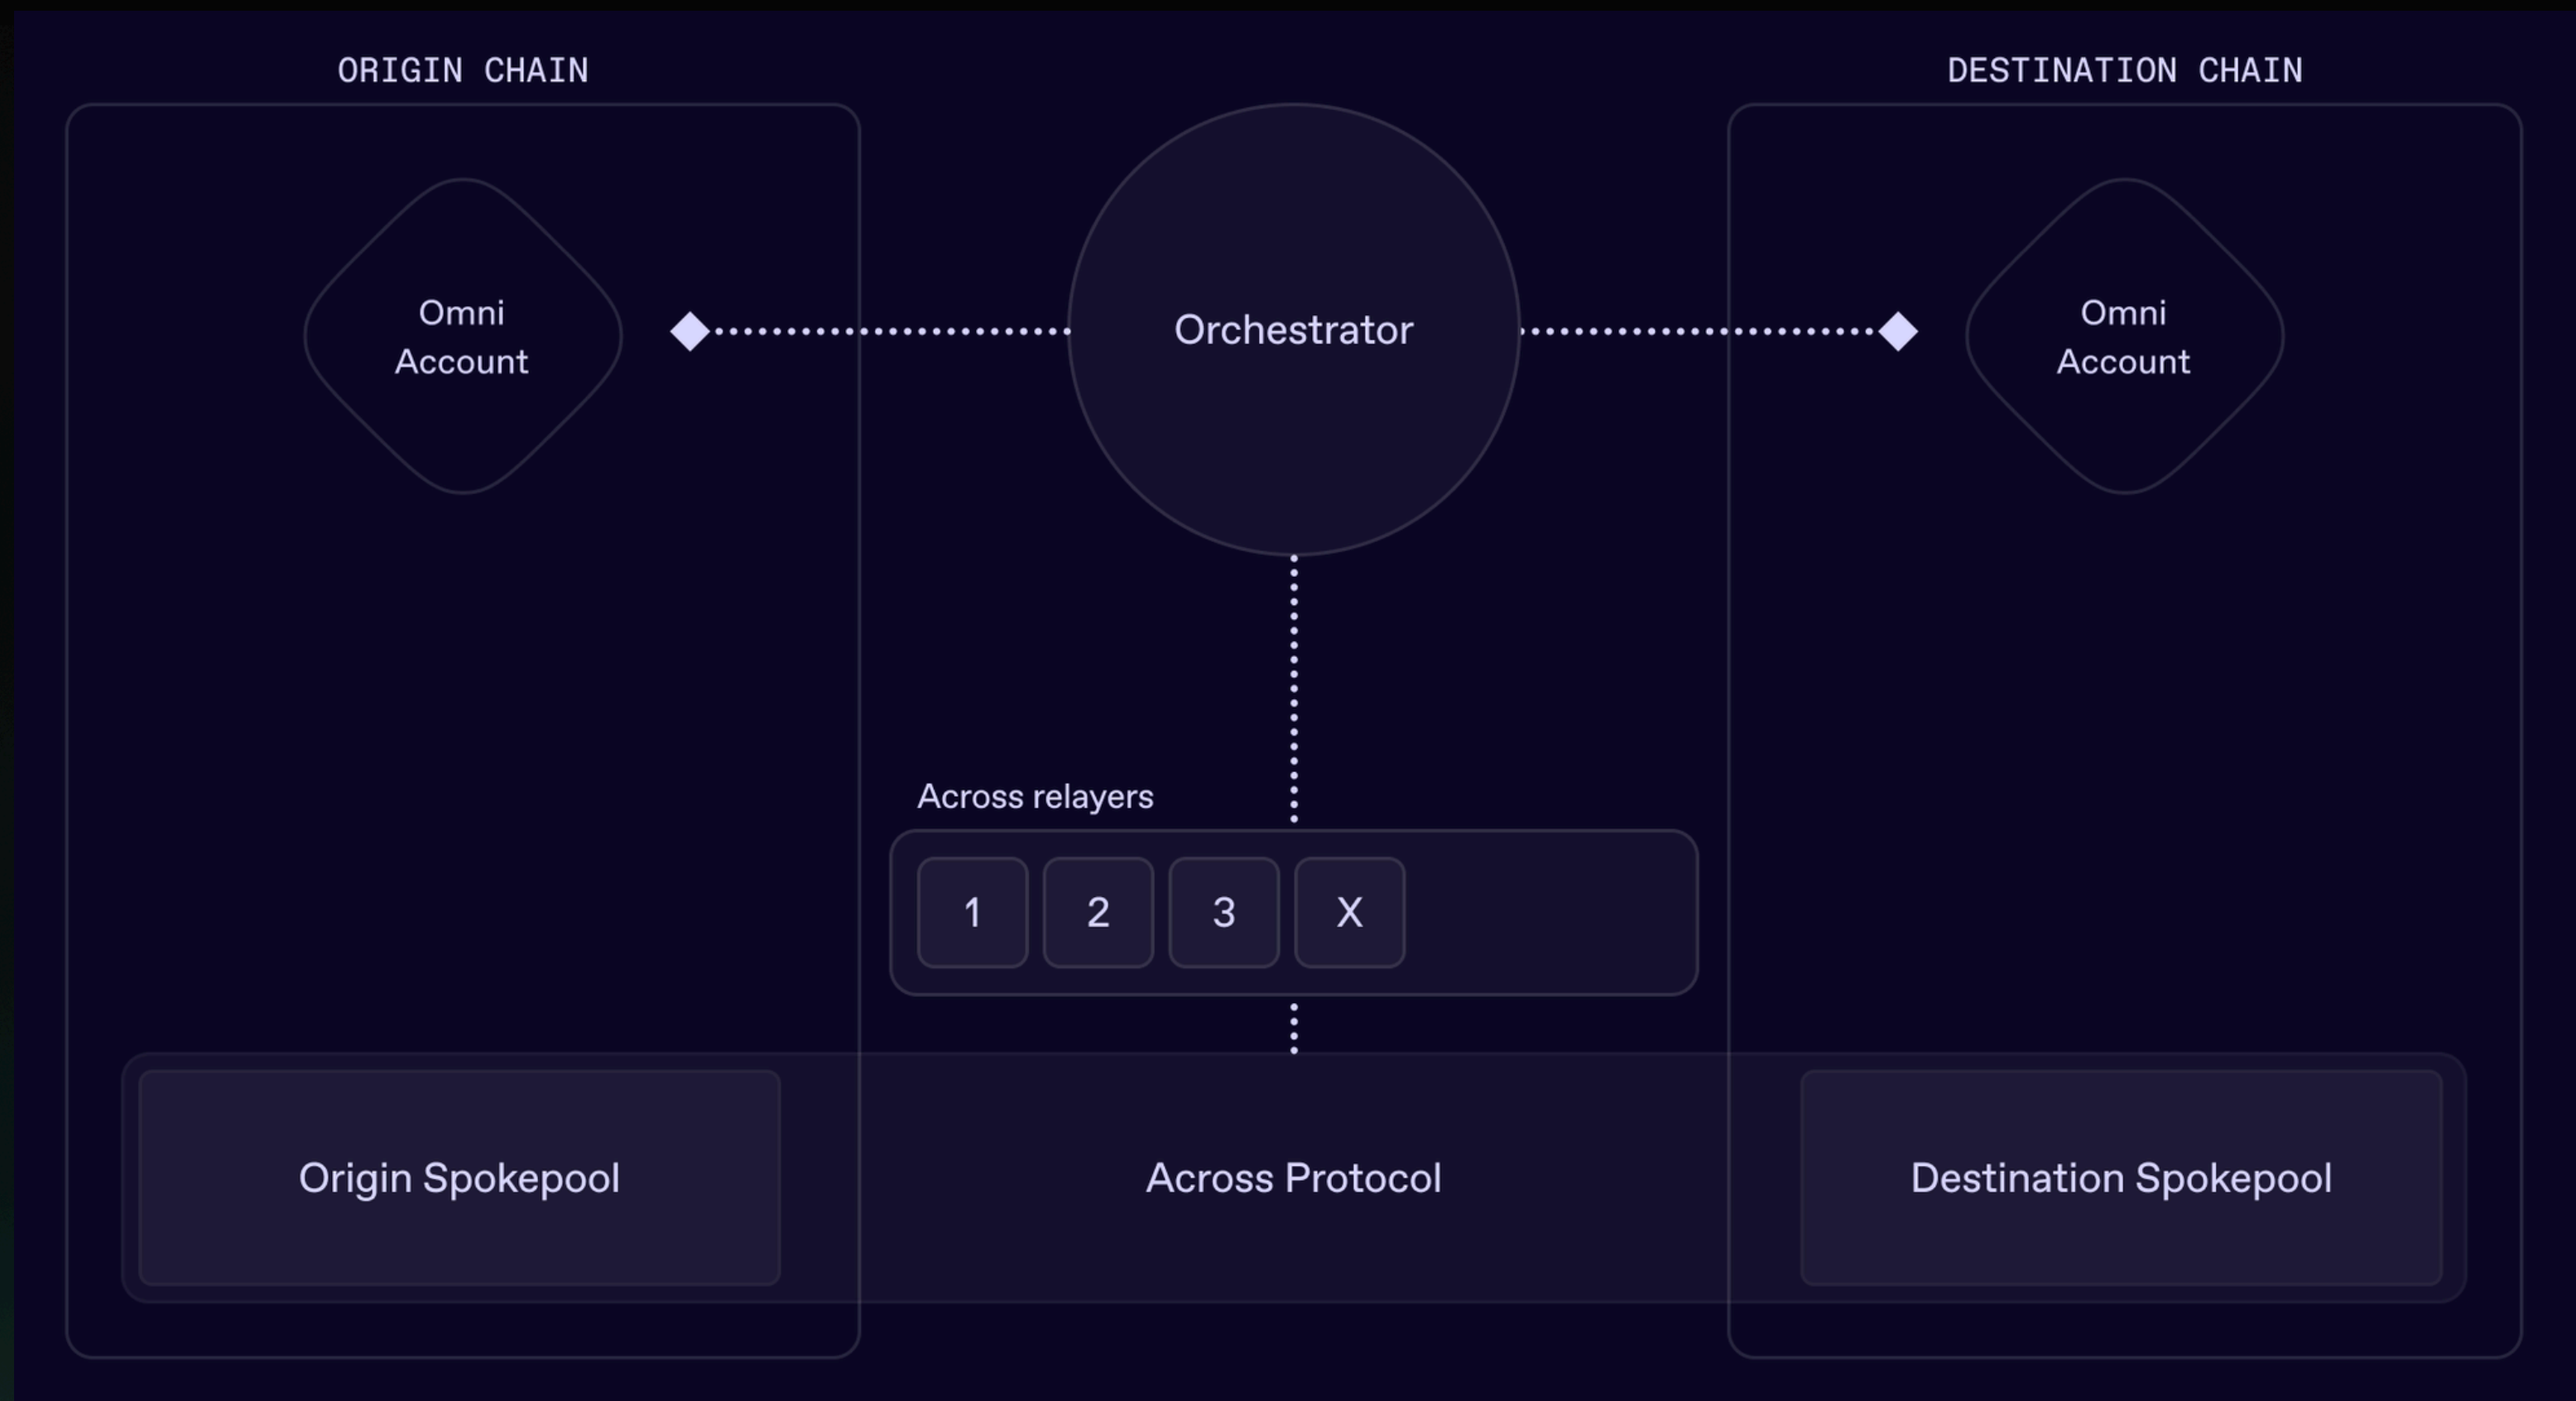 ORIGIN CHAIN
DESTINATION CHAIN
Omni
Account
Orchestrator
Omni
Account
Across relayers
1
2
3
X
Origin Spokepool
Across Protocol
Destination Spokepool